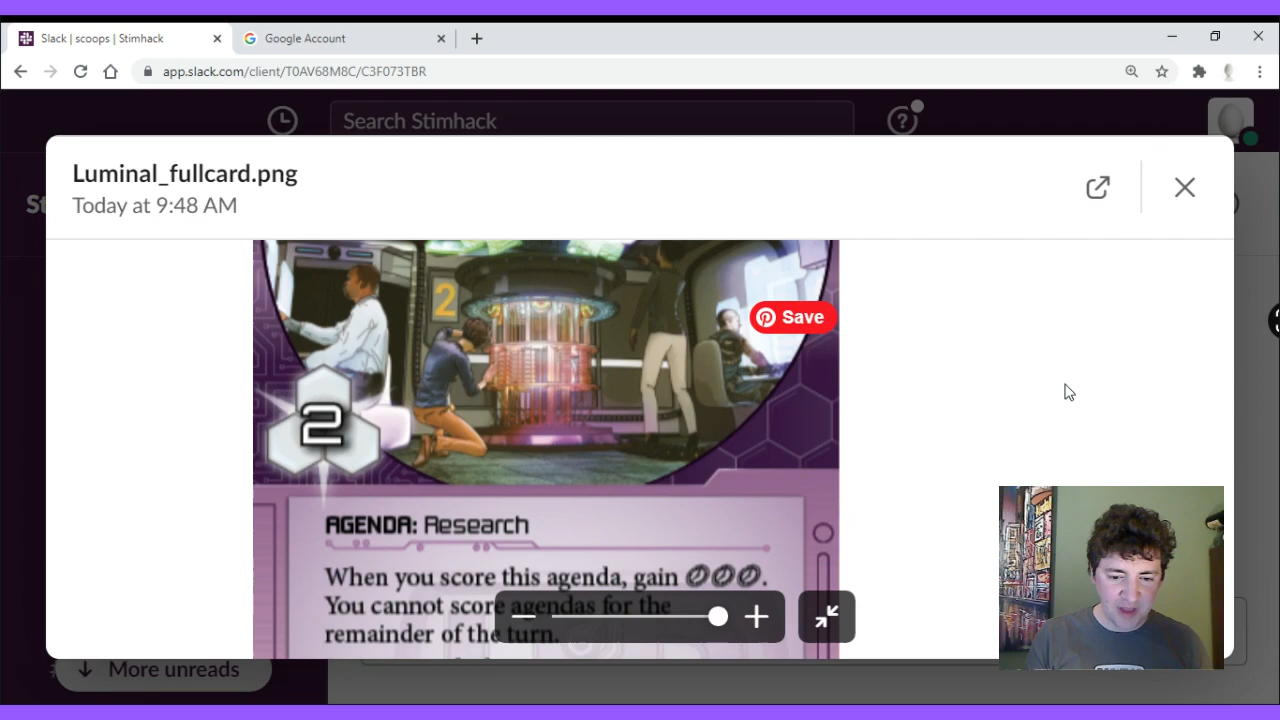 Slack | scoops | Stimhack
Google Account
app.slack.com/client/T0AV68M8C/C3F073TBR
Search Stimhack
St
Luminal_fullcard.png
Today at 9:48 AM
2
Save
2
AGENDA: Research
When you score this agenda, gain
You cannot score agendas for the
remainder of the turn.
More unreads